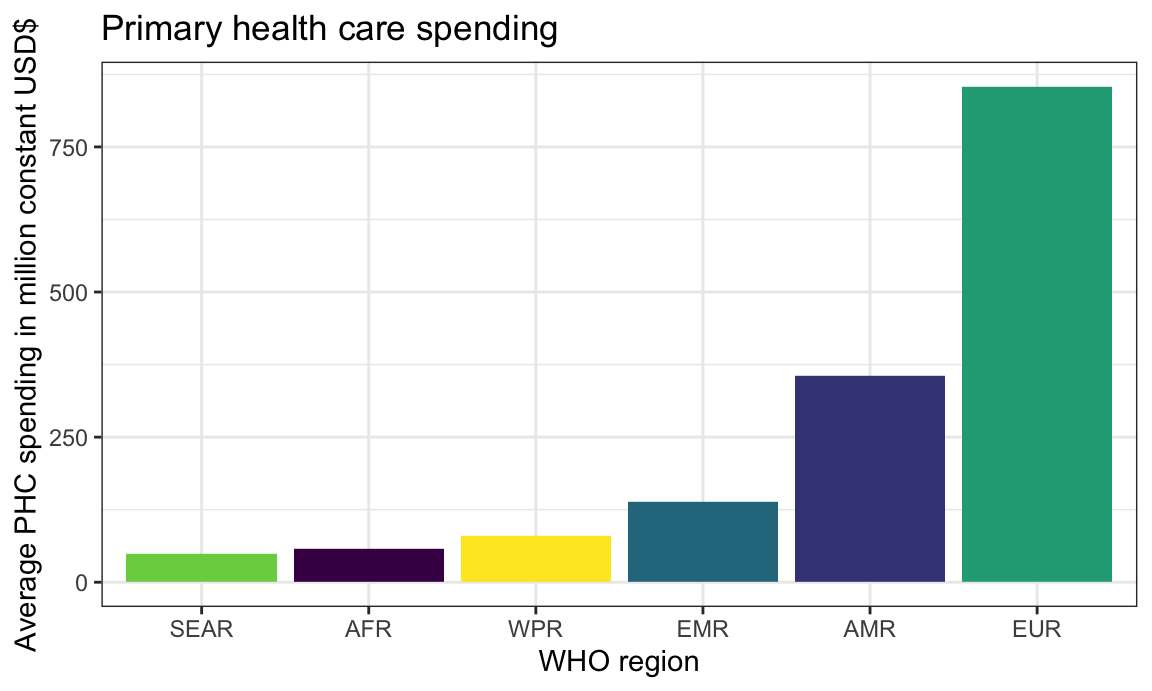 Primary health care spending
Average PHC spending in million constant USD$
750
500
250
0
SEAR
AFR
WPR
EMR
AMR
EUR
WHO region